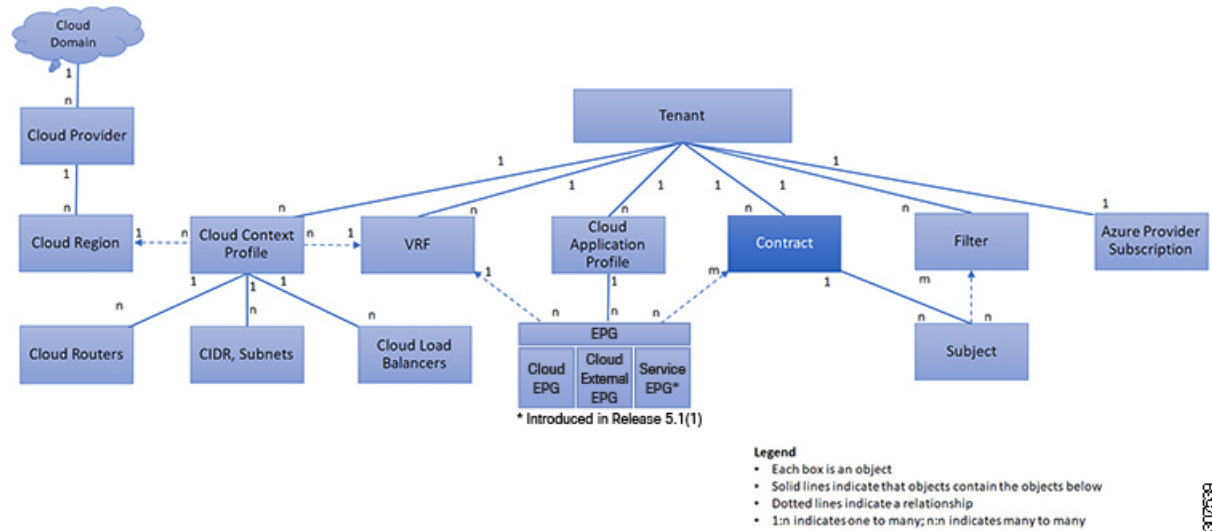 Cloud
Domain
1
n
Cloud Provider
1
n
Cloud Region
Tenant
1
1
1
1
1
1
n
n
n
n
n
1
1
n
Cloud Context
Profile
n
1
VRF
Cloud
Application
Profile
Contract
Filter
Azure Provider
Subscription
1
1
1
n
n
n
Cloud Routers
CIDR, Subnets
Cloud Load
Balancers
1
n
1
n
m
n
EPG
Cloud
EPG
Cloud
External
EPG
Service
EPG*
* Introduced in Release 5.1(1)
1
n
m
n
Subject
Legend
• Each box is an object
• Solid lines indicate that objects contain the objects below
• Dotted lines indicate a relationship
• 1:n indicates one to many; n:n indicates many to many